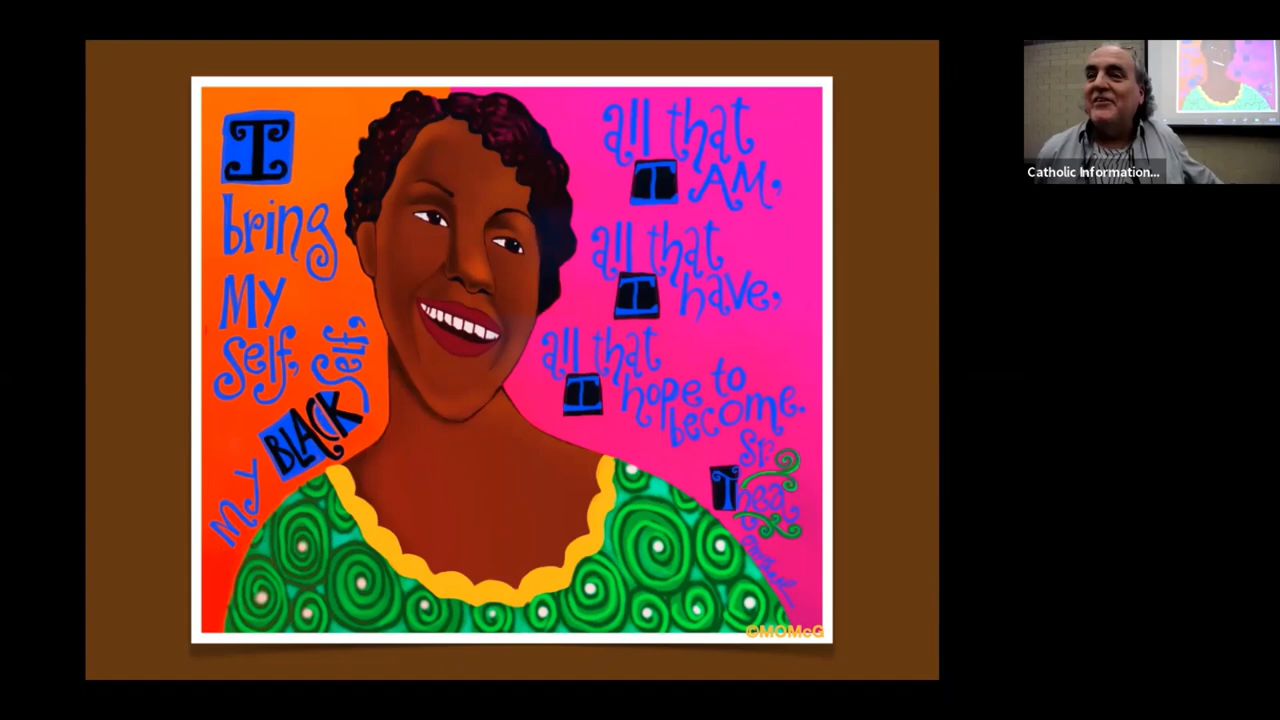 I
bring
My
self,
my BLACK self,
all that
I AM,
all that
I have,
all that
I hope to
become.
Sr.
Thea
Bowman
©MOMcG
Catholic Information...